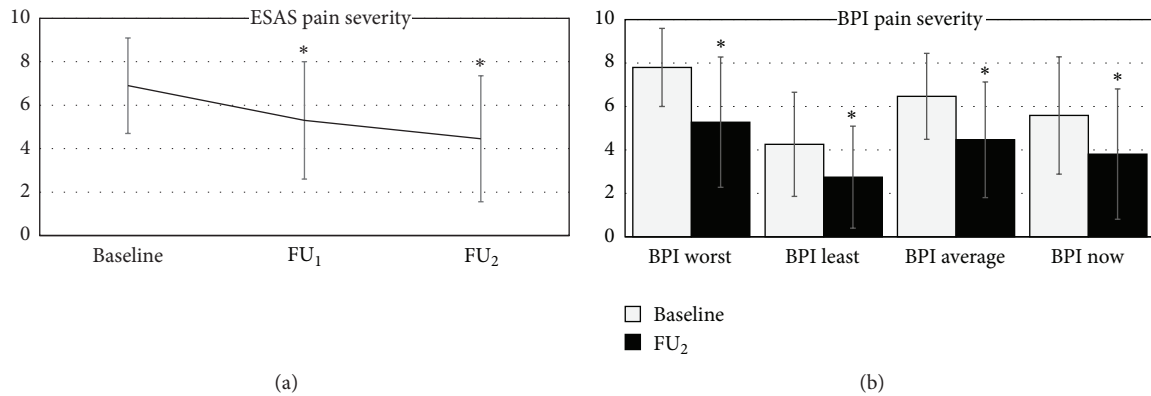 ESAS pain severity
10
8
6
4
2
0
*
*
Baseline
FU₁
FU₂
(a)
BPI pain severity
10
8
6
4
2
0
*
*
*
*
BPI worst
BPI least
BPI average
BPI now
Baseline
FU₂
(b)